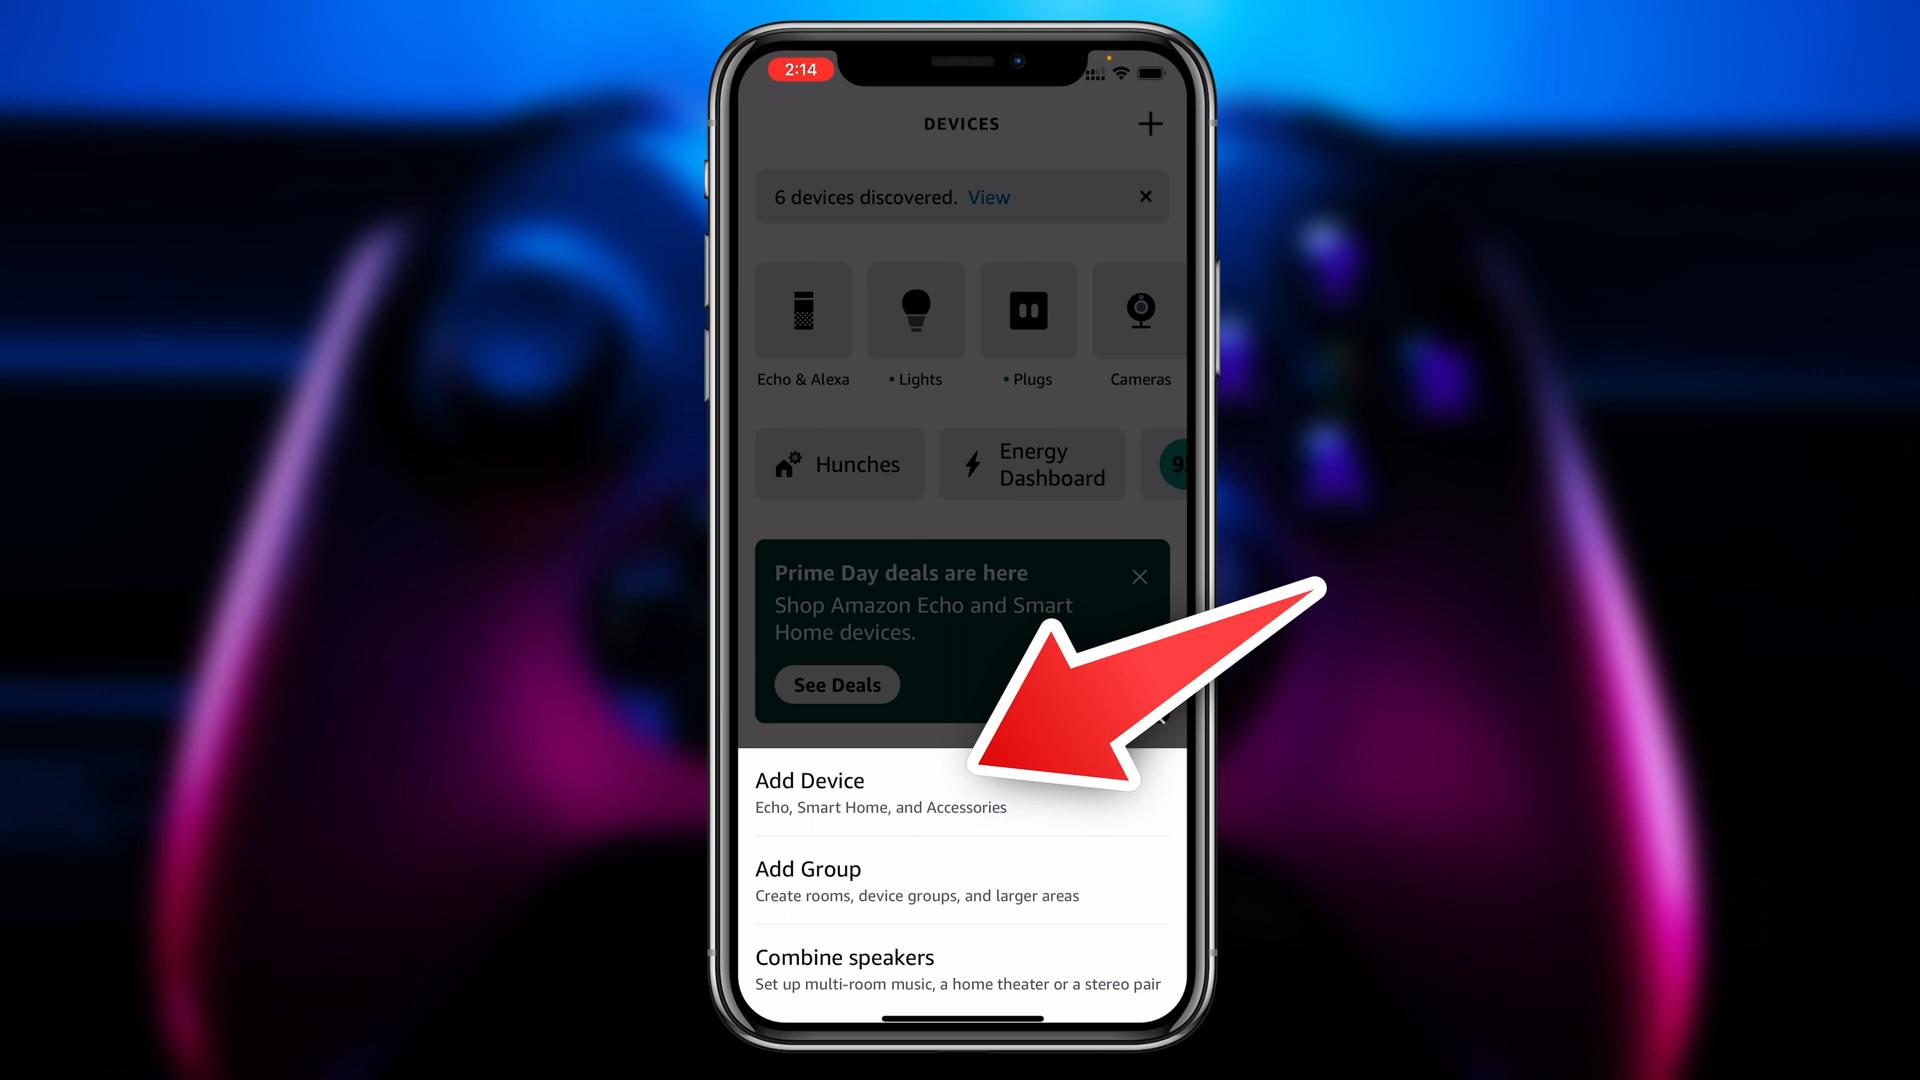 2:14
DEVICES
6 devices discovered. View
Echo & Alexa
• Lights
• Plugs
Cameras
Hunches
Energy
Dashboard
Prime Day deals are here
Shop Amazon Echo and Smart
Home devices.
See Deals
Add Device
Echo, Smart Home, and Accessories
Add Group
Create rooms, device groups, and larger areas
Combine speakers
Set up multi-room music, a home theater or a stereo pair